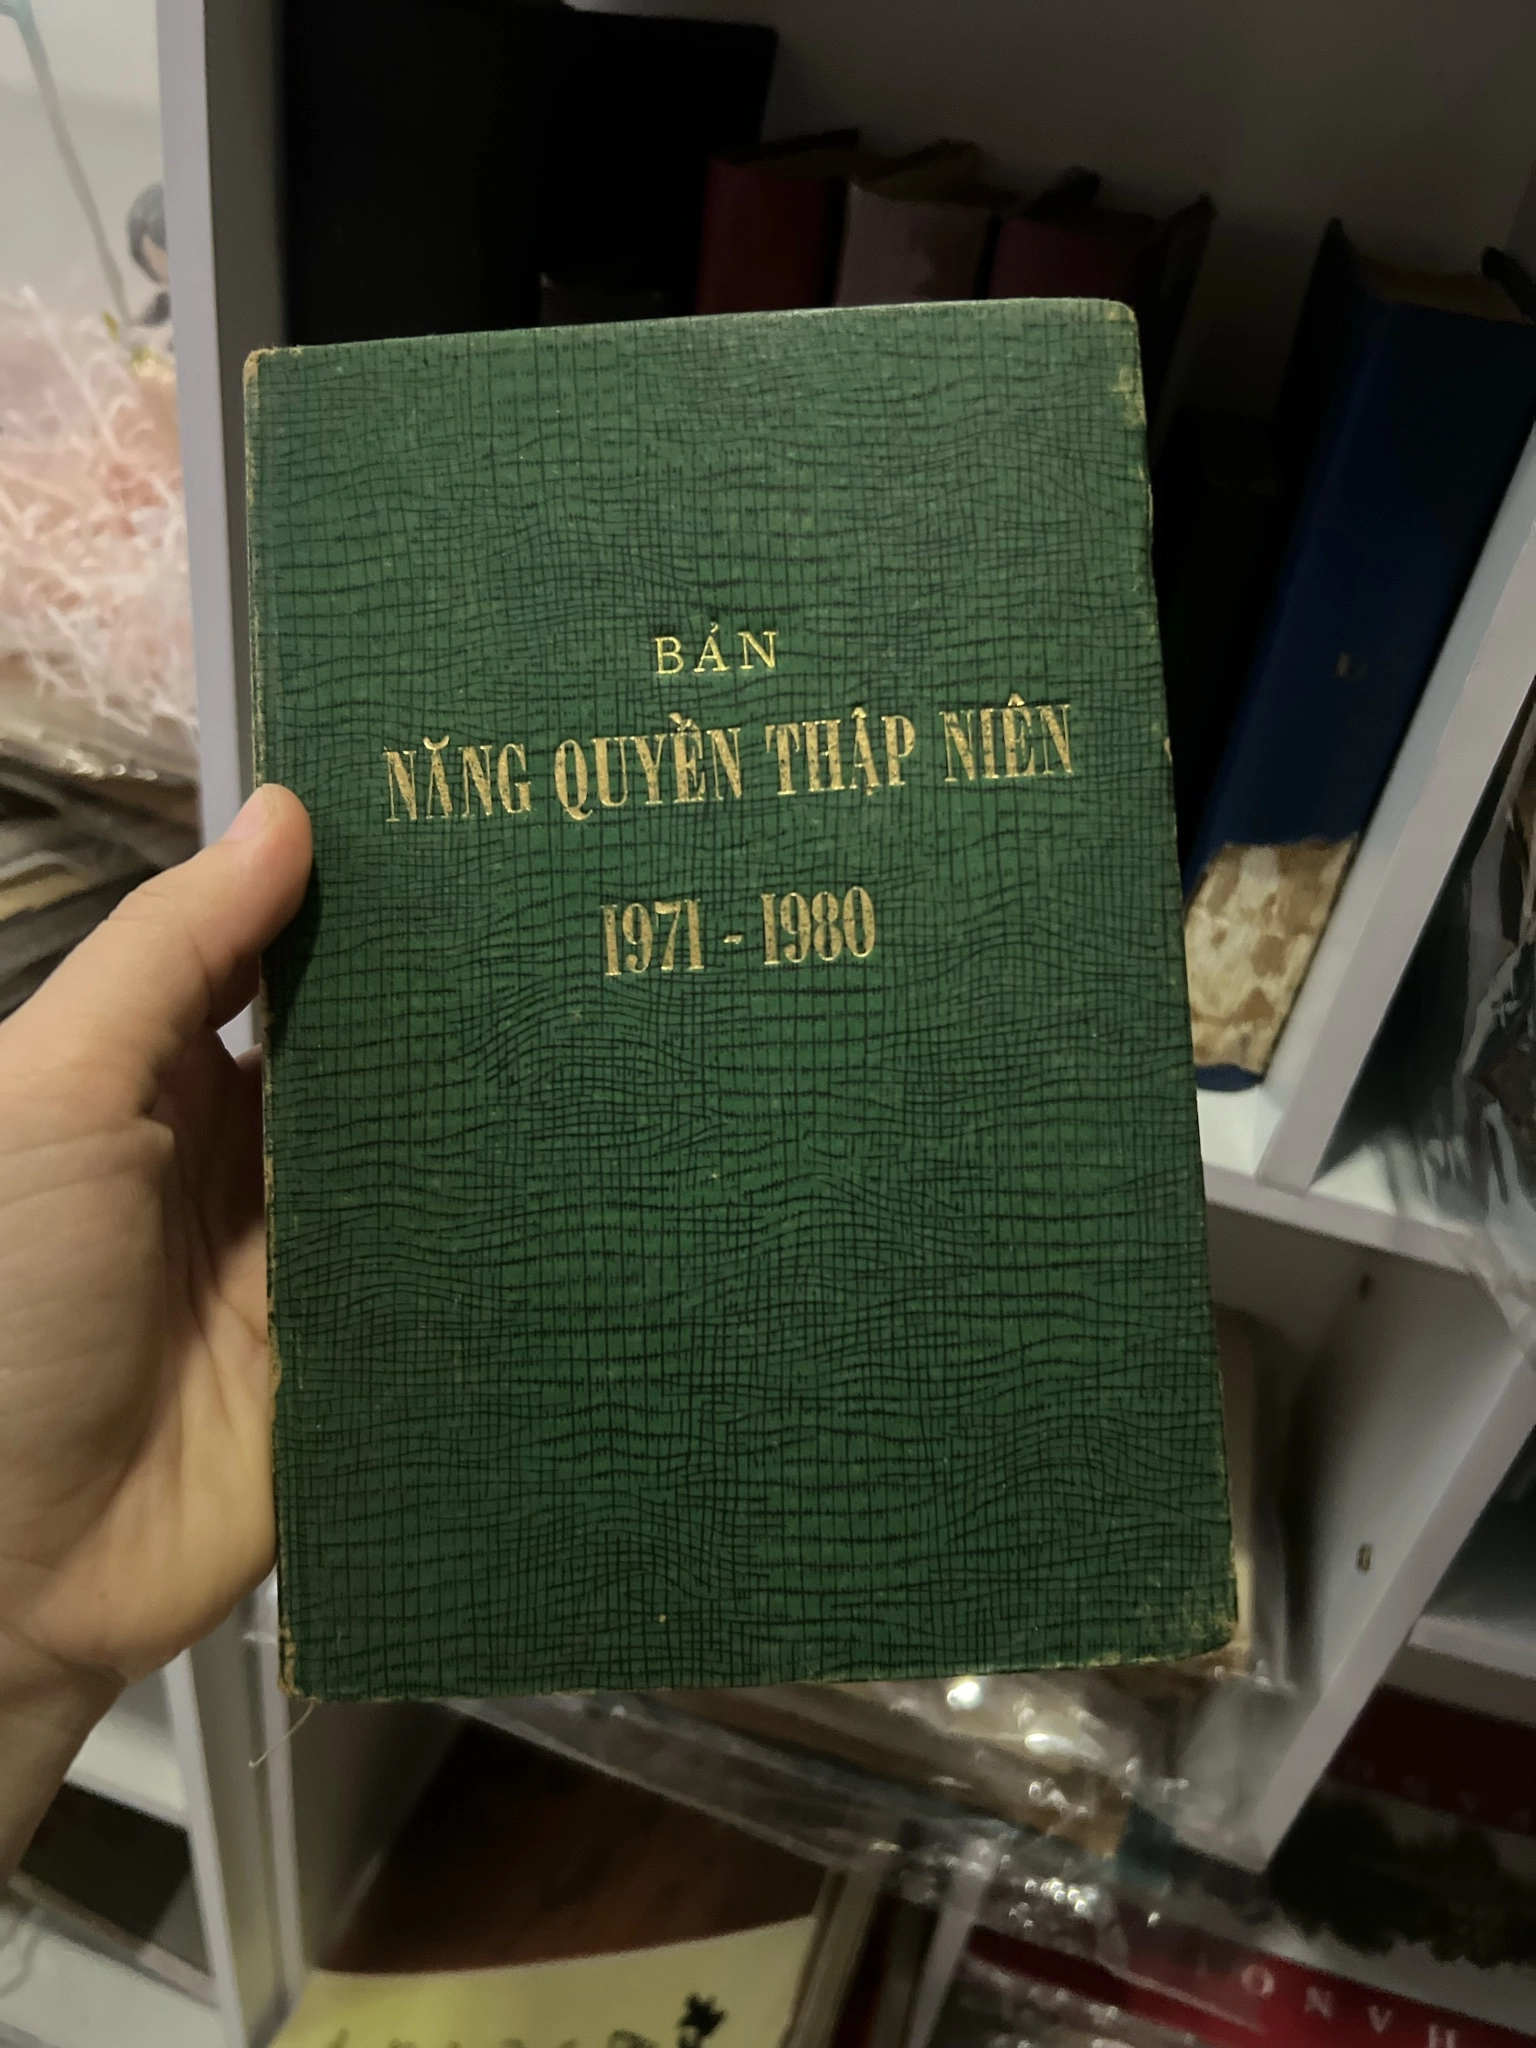 BẢN
NĂNG QUYỀN THẬP NIÊN
1971 - 1980